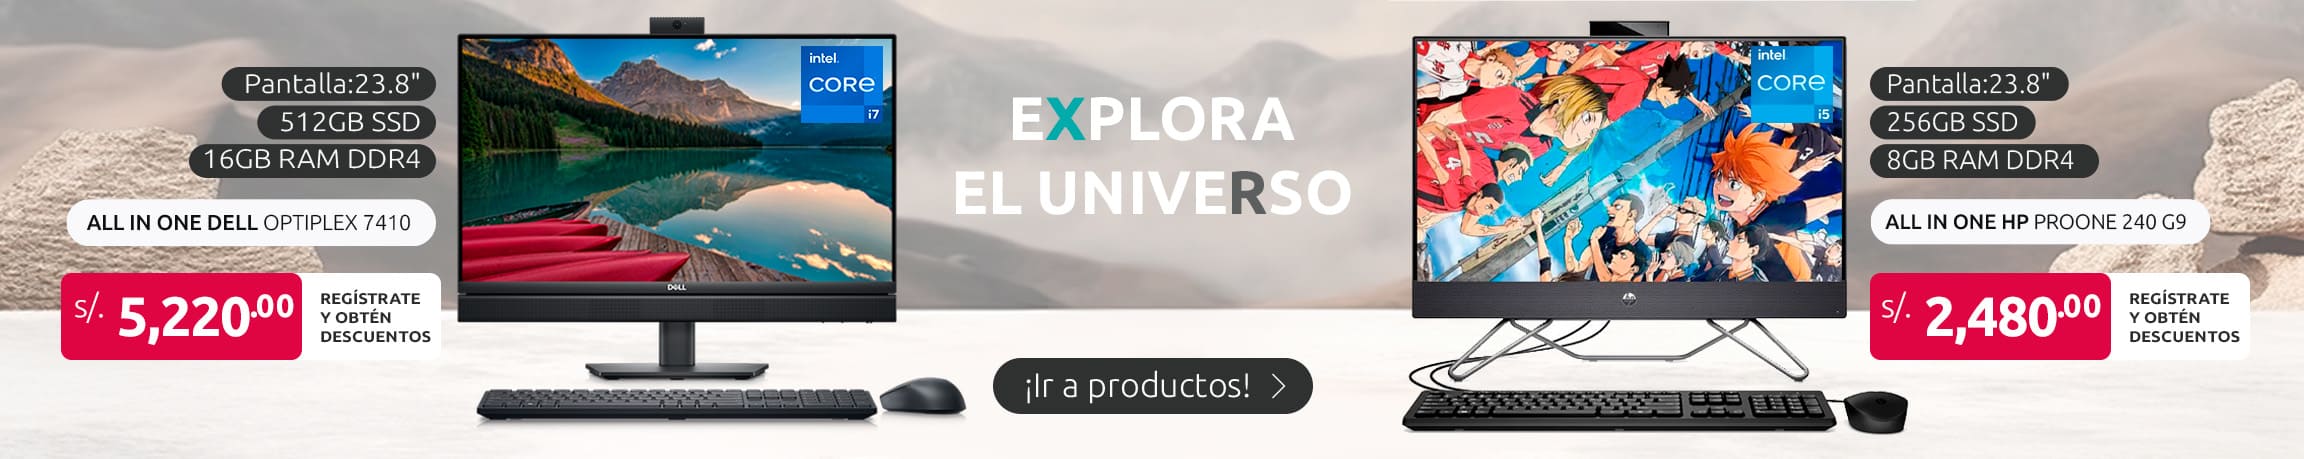 Pantalla:23.8"
512GB SSD
16GB RAM DDR4
ALL IN ONE DELL OPTIPLEX 7410
S/. 5,220.00
REGÍSTRATE
Y OBTÉN
DESCUENTOS
intel.
CORE
i7
DELL
EXPLORA
EL UNIVERSO
¡Ir a productos! >
intel.
CORE
i5
hp
Pantalla:23.8"
256GB SSD
8GB RAM DDR4
ALL IN ONE HP PROONE 240 G9
S/. 2,480.00
REGÍSTRATE
Y OBTÉN
DESCUENTOS